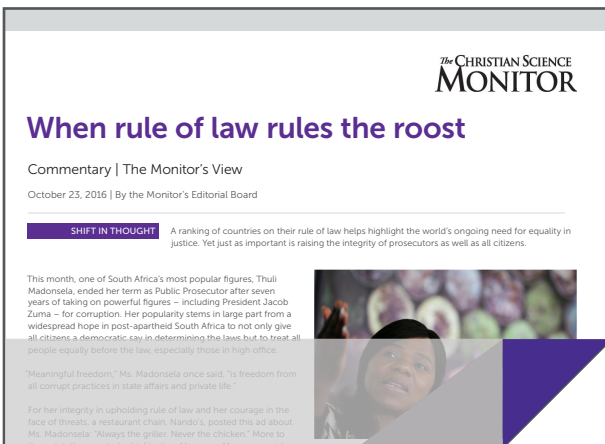 The CHRISTIAN SCIENCE
MONITOR
When rule of law rules the roost
Commentary | The Monitor's View
October 23, 2016 | By the Monitor's Editorial Board
SHIFT IN THOUGHT
A ranking of countries on their rule of law helps highlight the world's ongoing need for equality in
justice. Yet just as important is raising the integrity of prosecutors as well as all citizens.
This month, one of South Africa's most popular figures, Thuli
Madonsela, ended her term as Public Prosecutor after seven
years of taking on powerful figures – including President Jacob
Zuma – for corruption. Her popularity stems in large part from a
widespread hope in post-apartheid South Africa to not only give
all citizens a democratic say in determining the laws but to treat all
people equally before the law, especially those in high office.
"Meaningful freedom," Ms. Madonsela once said, "is freedom from
all corrupt practices in state affairs and private life."
For her integrity in upholding rule of law and her courage in the
face of threats, a restaurant chain, Nando's, posted this ad about
Ms. Madonsela: "Always the griller. Never the chicken." More to